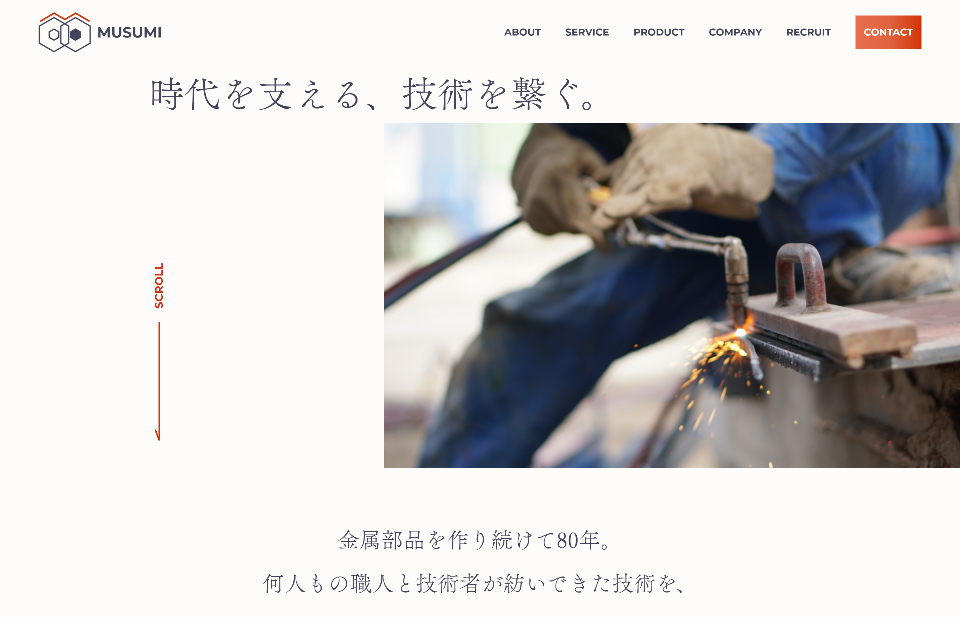 MUSUMI
ABOUT
SERVICE
PRODUCT
COMPANY
RECRUIT
CONTACT
時代を支える、技術を繋ぐ。
SCROLL
金属部品を作り続けて80年。
何人もの職人と技術者が紡いできた技術を、